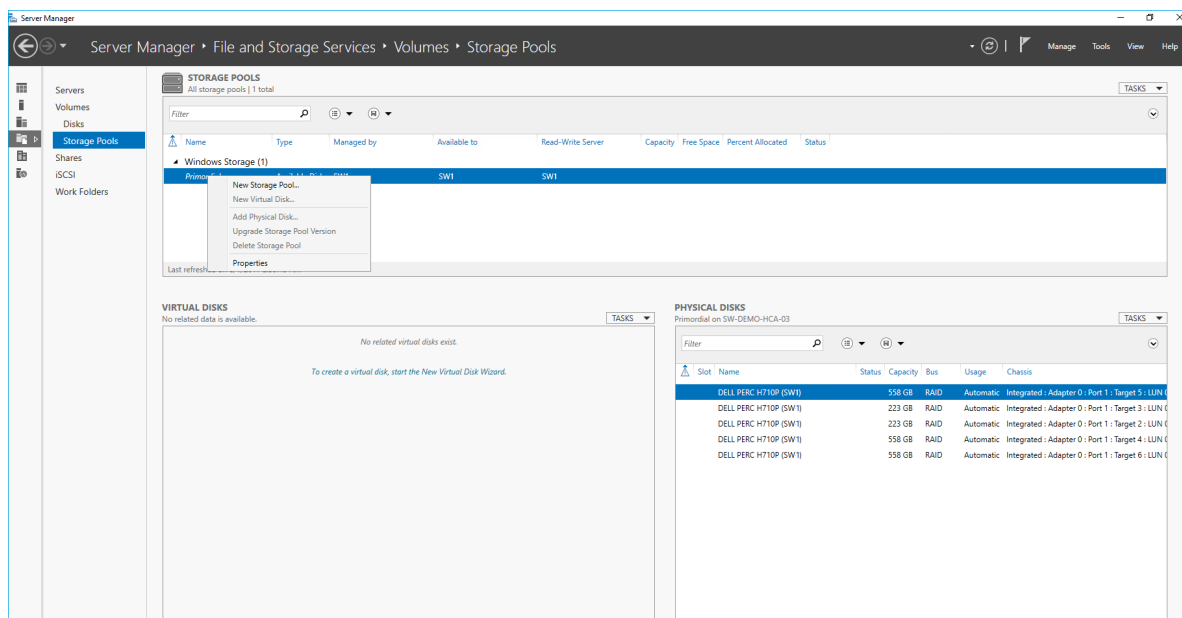 Server Manager
Server Manager ‣ File and Storage Services ‣ Volumes ‣ Storage Pools
Manage Tools View Help
Servers
Volumes
Disks
Storage Pools
Shares
iSCSI
Work Folders
STORAGE POOLS
All storage pools | 1 total
TASKS
Filter
Name Type Managed by Available to Read-Write Server Capacity Free Space Percent Allocated Status
Windows Storage (1)
SW1 SW1
New Storage Pool...
New Virtual Disk...
Add Physical Disk...
Upgrade Storage Pool Version
Delete Storage Pool
Properties
Last refresh
VIRTUAL DISKS
No related data is available.
TASKS
No related virtual disks exist.
To create a virtual disk, start the New Virtual Disk Wizard.
PHYSICAL DISKS
Primordial on SW-DEMO-HCA-03
TASKS
Filter
Slot Name Status Capacity Bus Usage Chassis
DELL PERC H710P (SW1) 558 GB RAID Automatic Integrated : Adapter 0 : Port 1 : Target 5 : LUN
DELL PERC H710P (SW1) 223 GB RAID Automatic Integrated : Adapter 0 : Port 1 : Target 3 : LUN
DELL PERC H710P (SW1) 223 GB RAID Automatic Integrated : Adapter 0 : Port 1 : Target 2 : LUN
DELL PERC H710P (SW1) 558 GB RAID Automatic Integrated : Adapter 0 : Port 1 : Target 4 : LUN
DELL PERC H710P (SW1) 558 GB RAID Automatic Integrated : Adapter 0 : Port 1 : Target 6 : LUN